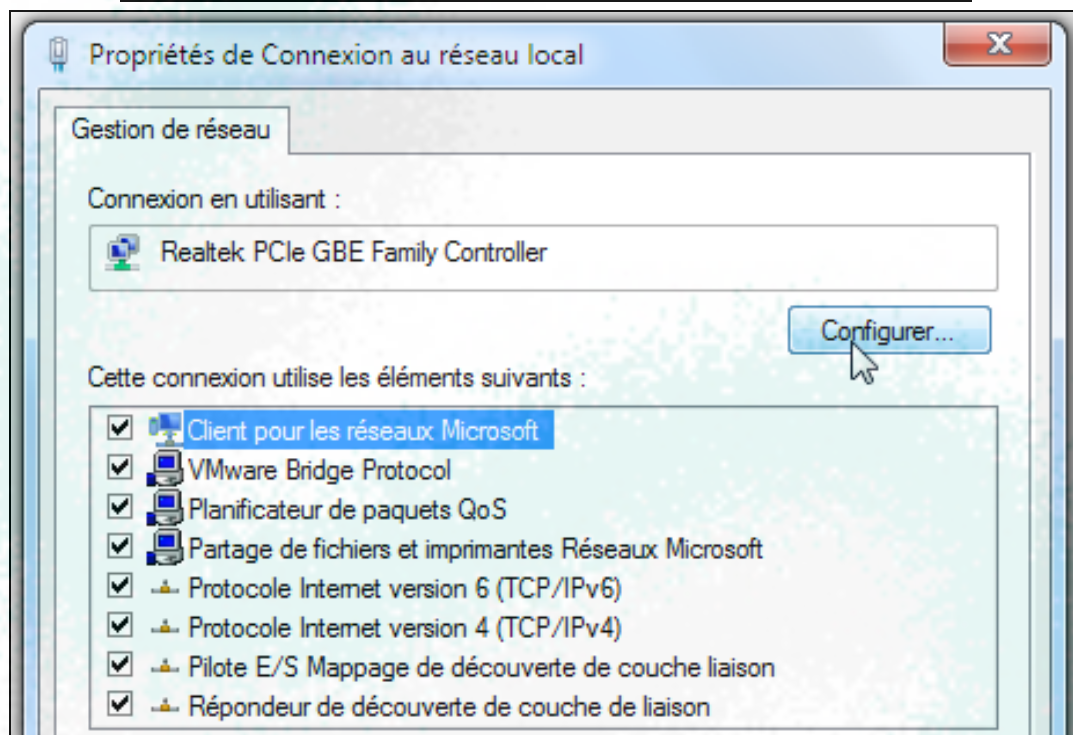 Propriétés de Connexion au réseau local
Gestion de réseau
Connexion en utilisant :
Realtek PCIe GBE Family Controller
Configurer...
Cette connexion utilise les éléments suivants :
Client pour les réseaux Microsoft
VMware Bridge Protocol
Planificateur de paquets QoS
Partage de fichiers et imprimantes Réseaux Microsoft
Protocole Internet version 6 (TCP/IPv6)
Protocole Internet version 4 (TCP/IPv4)
Pilote E/S Mappage de découverte de couche liaison
Répondeur de découverte de couche de liaison